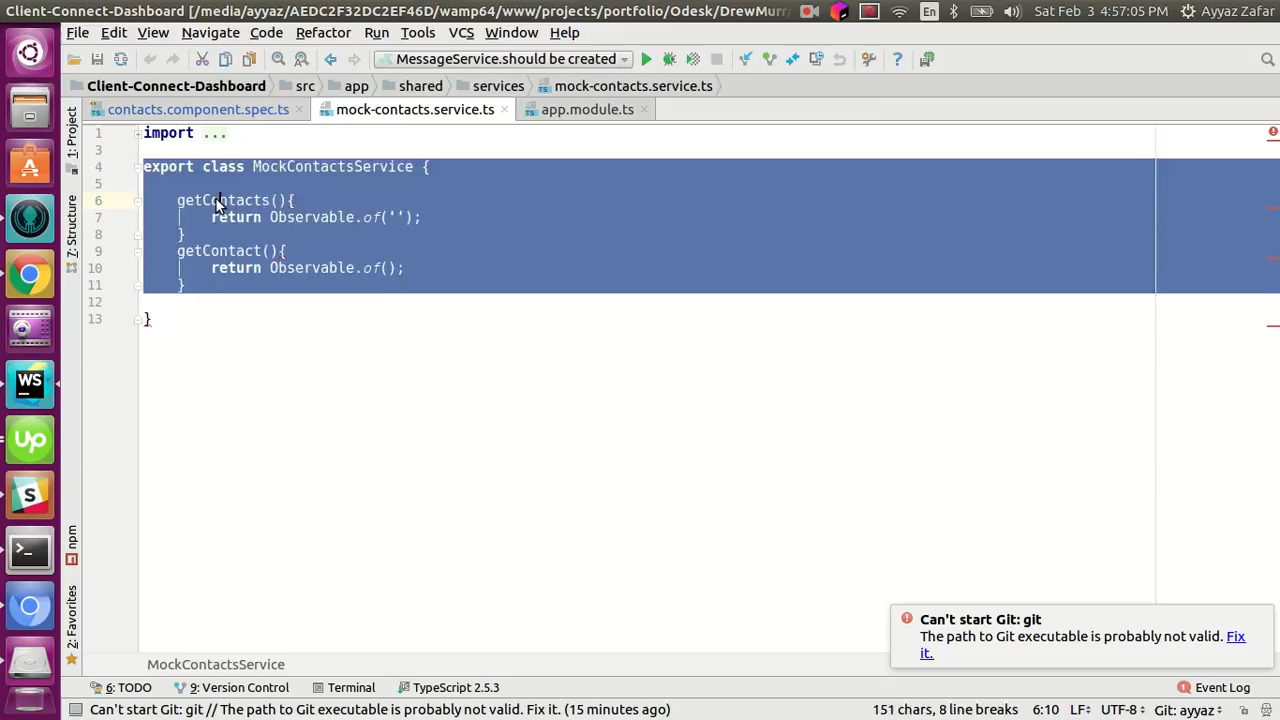 Client-Connect-Dashboard [/media/ayyaz/AEDC2F32DC2EF46D/wamp64/www/projects/portfolio/Odesk/DrewMurr
En
Sat Feb 3 4:57:05 PM
Ayyaz Zafar
File Edit View Navigate Code Refactor Run Tools VCS Window Help
MessageService.should be created
Client-Connect-Dashboard src app shared services mock-contacts.service.ts
contacts.component.spec.ts mock-contacts.service.ts app.module.ts
1: Project
7: Structure
npm
2: Favorites
1 import ...
3
4 export class MockContactsService {
5
6 getContacts(){
7 return Observable.of('');
8 }
9 getContact(){
10 return Observable.of();
11 }
12
13 }
WS
Up
Can't start Git: git
The path to Git executable is probably not valid. Fix
it.
MockContactsService
6: TODO 9: Version Control Terminal TypeScript 2.5.3 1 Event Log
Can't start Git: git // The path to Git executable is probably not valid. Fix it. (15 minutes ago) 151 chars, 8 line breaks 6:10 LF÷ UTF-8÷ Git: ayyaz÷